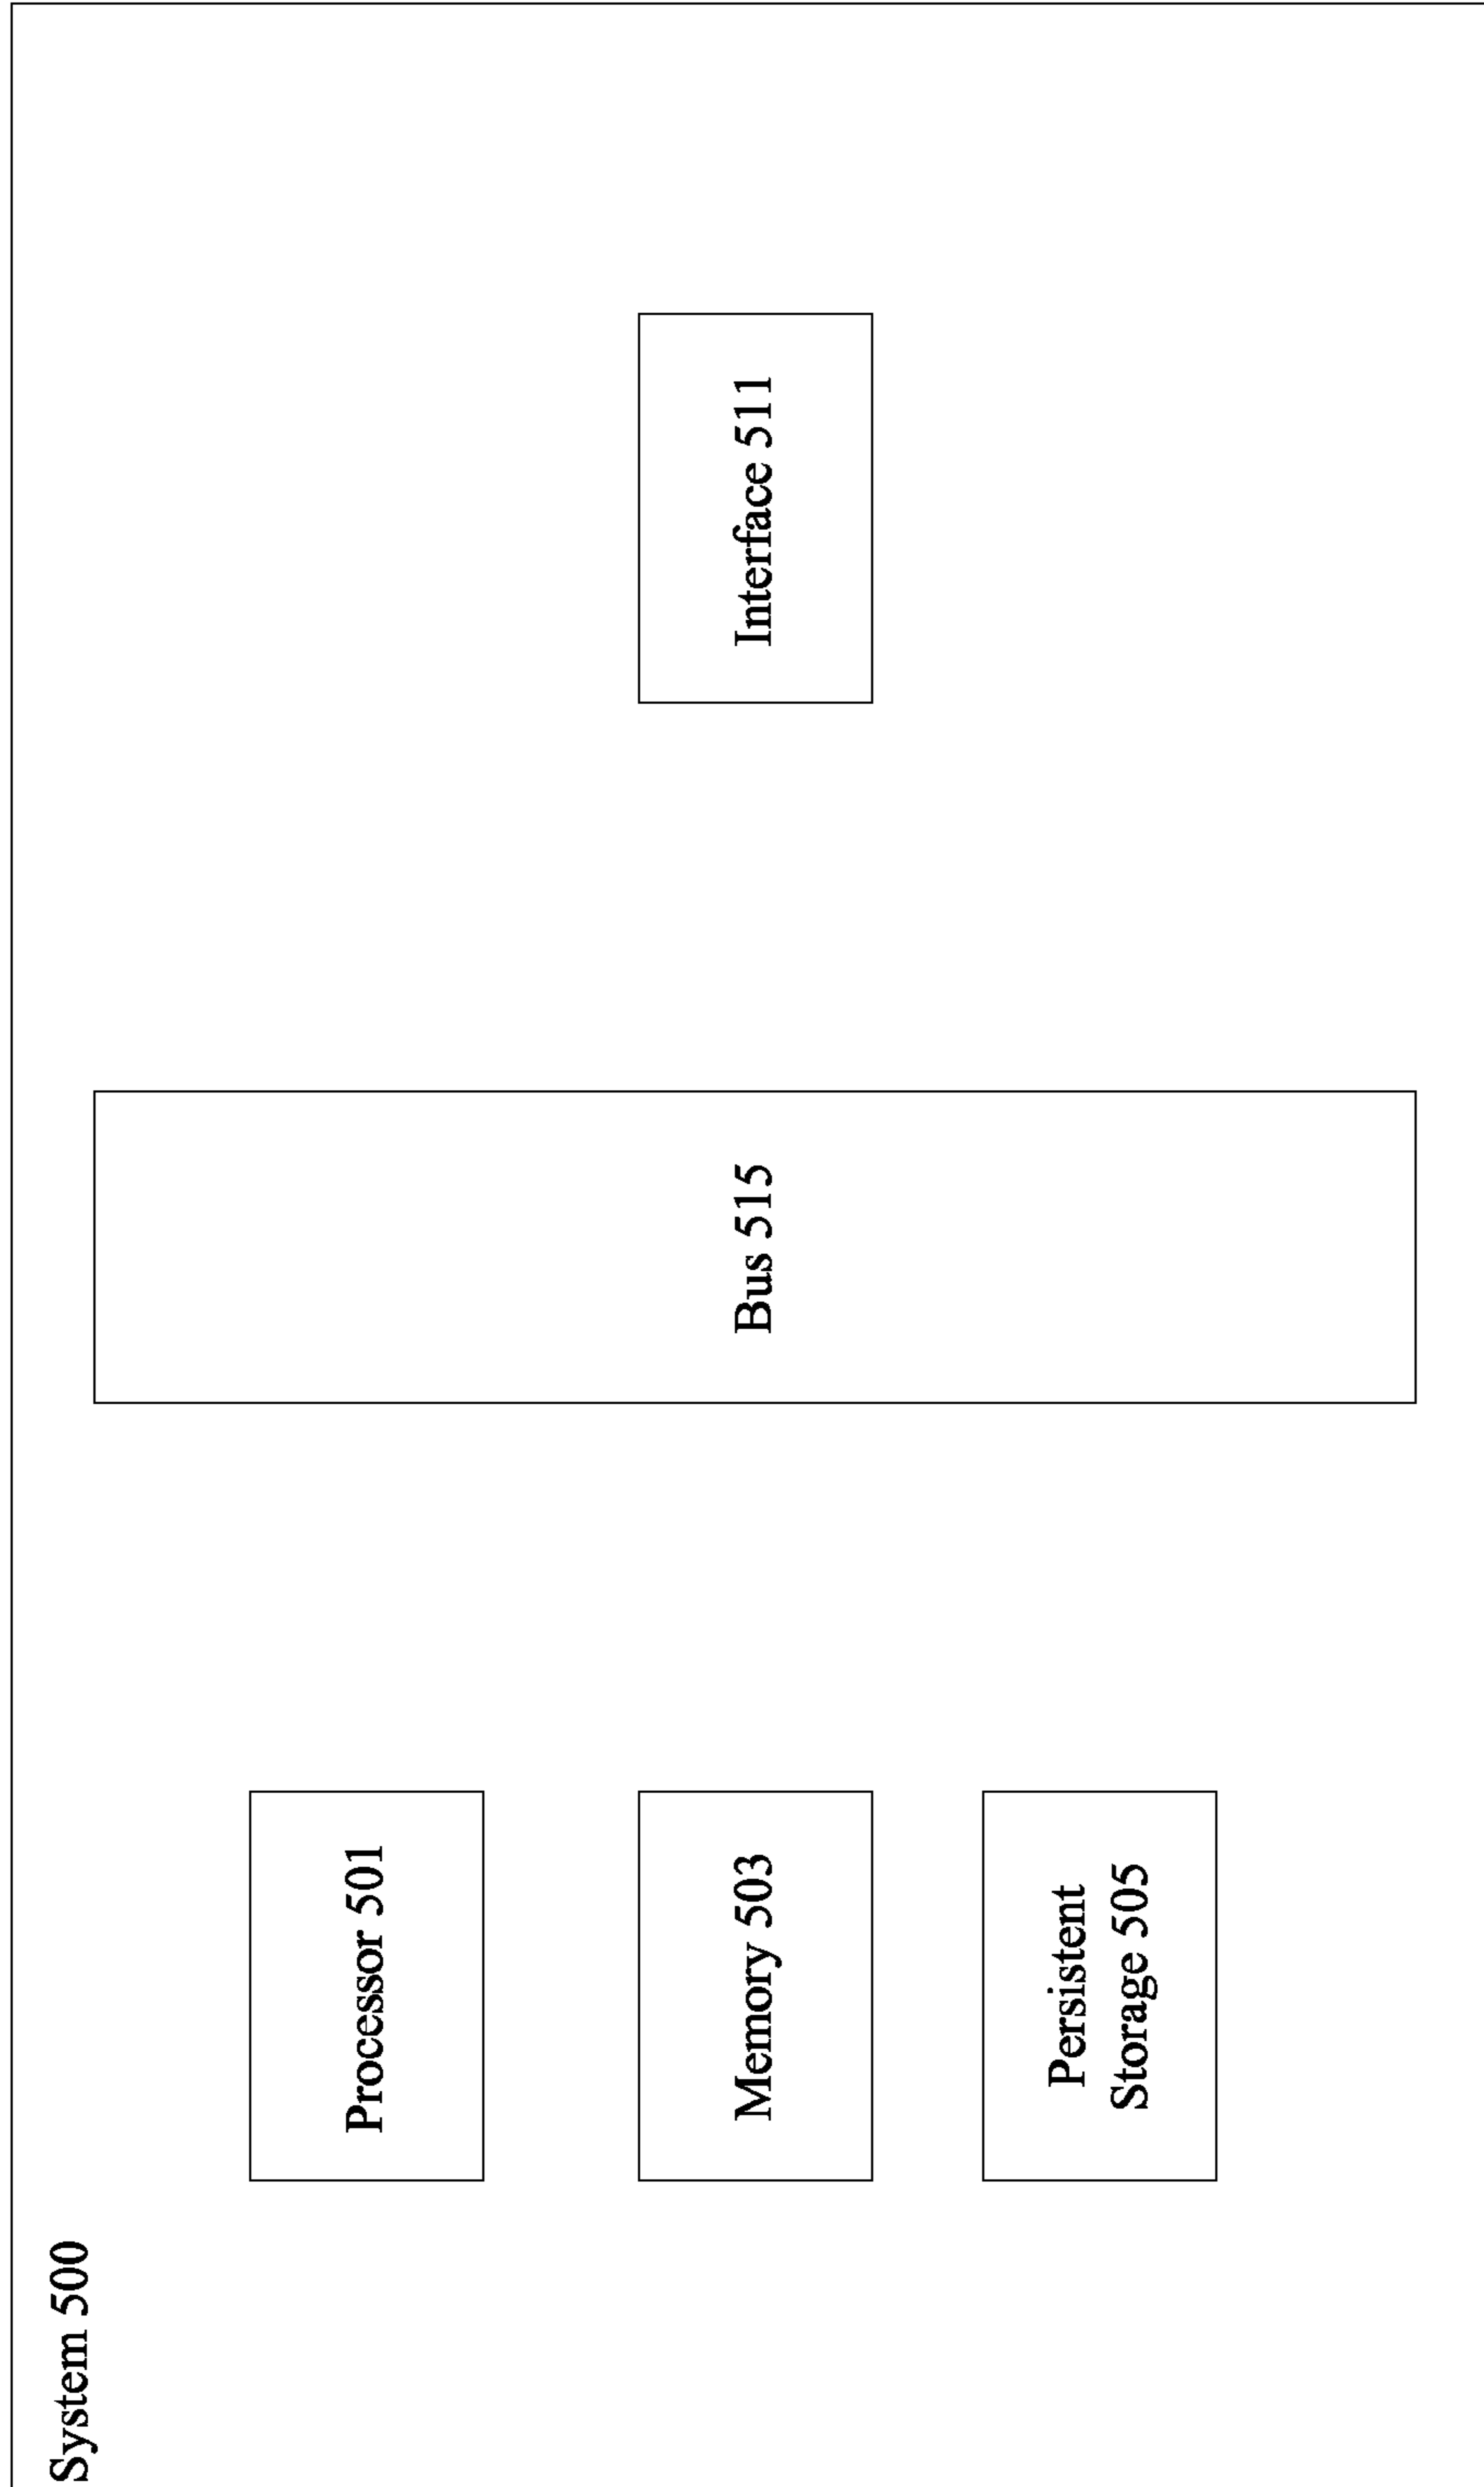 System 500
Processor 501
Memory 503
Persistent
Storage 505
Bus 515
Interface 511